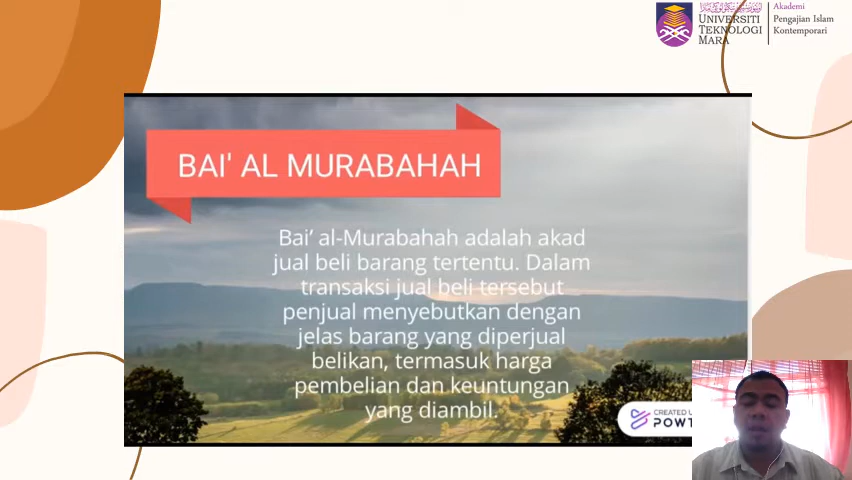 UNIVERSITI
TEKNOLOGI
MARA
Akademi
Pengajian Islam
Kontemporari
BAI' AL MURABAHAH
Bai’ al-Murabahah adalah akad
jual beli barang tertentu. Dalam
transaksi jual beli tersebut
penjual menyebutkan dengan
jelas barang yang diperjual
belikan, termasuk harga
pembelian dan keuntungan
yang diambil.
CREATED U
POWT